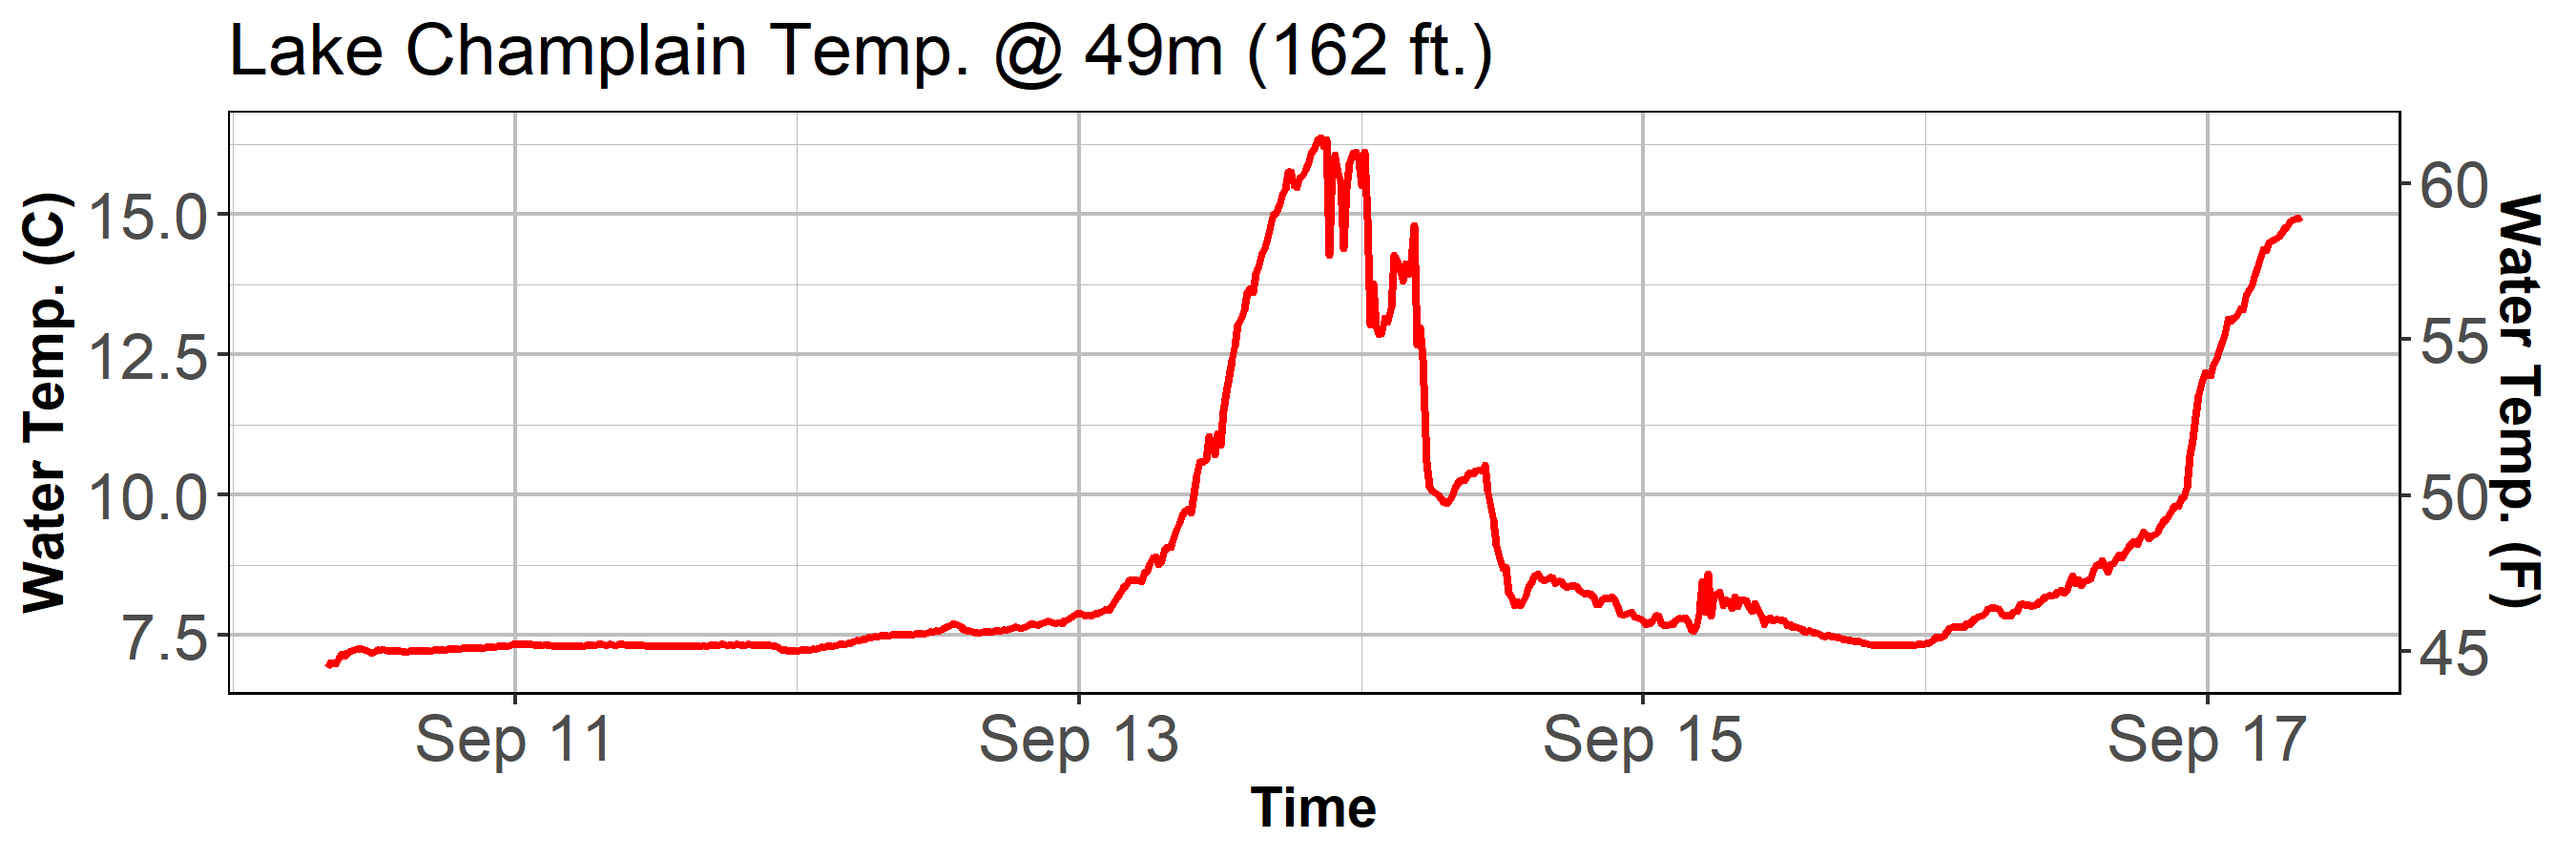 Lake Champlain Temp. @ 49m (162 ft.)
Water Temp. (C)
15.0
12.5
10.0
7.5
60
55
50
45
Water Temp. (F)
Sep 11 Sep 13 Sep 15 Sep 17
Time